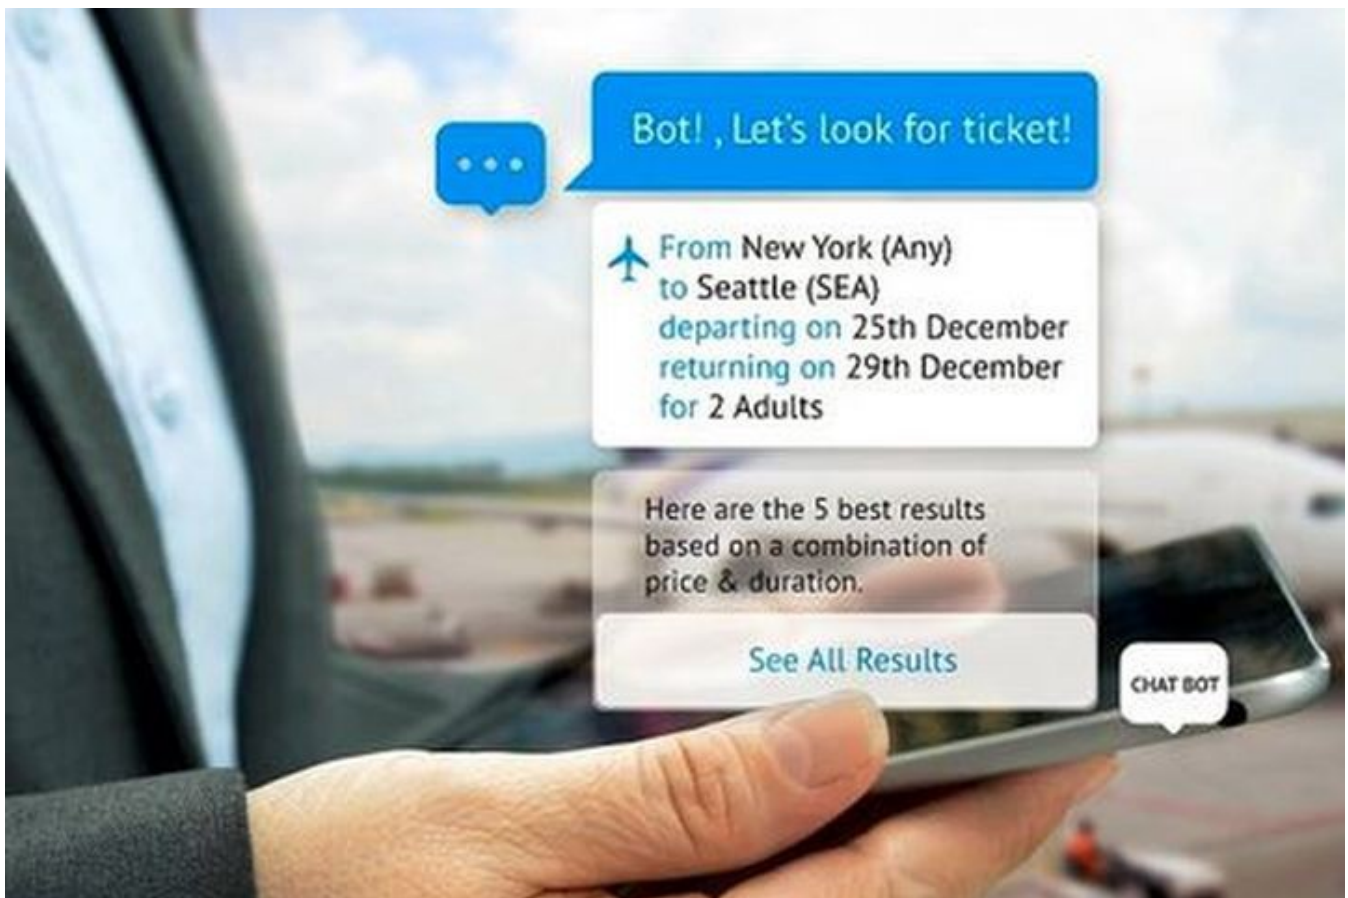 Bot! , Let's look for ticket!
From New York (Any)
to Seattle (SEA)
departing on 25th December
returning on 29th December
for 2 Adults
Here are the 5 best results
based on a combination of
price & duration.
See All Results
CHAT BOT